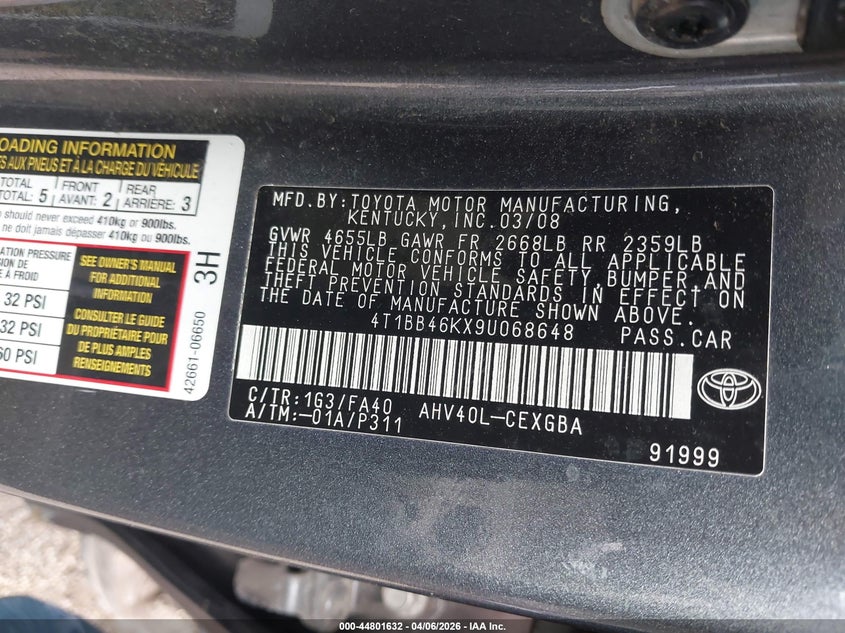 OADING INFORMATION
S AUX PNEUS ET À LA CHARGE DU VÉHICULE
TOTAL
TOTAL: 5
FRONT
AVANT: 2
REAR
ARRIÈRE: 3
should never exceed 410kg or 900lbs.
ne doit jamais dépasser 410kg ou 900lbs.
ATION PRESSURE
SION DE
À FROID
32 PSI
32 PSI
60 PSI
SEE OWNER'S MANUAL
FOR ADDITIONAL
INFORMATION
CONSULTER LE GUIDE
DU PROPRIÉTAIRE POUR
DE PLUS AMPLES
RENSEIGNEMENTS
3H
42661-06650
MFD.BY:TOYOTA MOTOR MANUFACTURING,
KENTUCKY,INC.03/08
GVWR 4655LB GAWR FR 2668LB RR 2359LB
THIS VEHICLE CONFORMS TO ALL APPLICABLE
FEDERAL MOTOR VEHICLE SAFETY,BUMPER,AND
THEFT PREVENTION STANDARDS IN EFFECT ON
THE DATE OF MANUFACTURE SHOWN ABOVE.
4T1BB46KX9U068648 PASS.CAR
C/TR:1G3/FA40 AHV40L-CEXGBA
A/TM:-01A/P311
91999
000-44801632 - 04/06/2026 - IAA Inc.